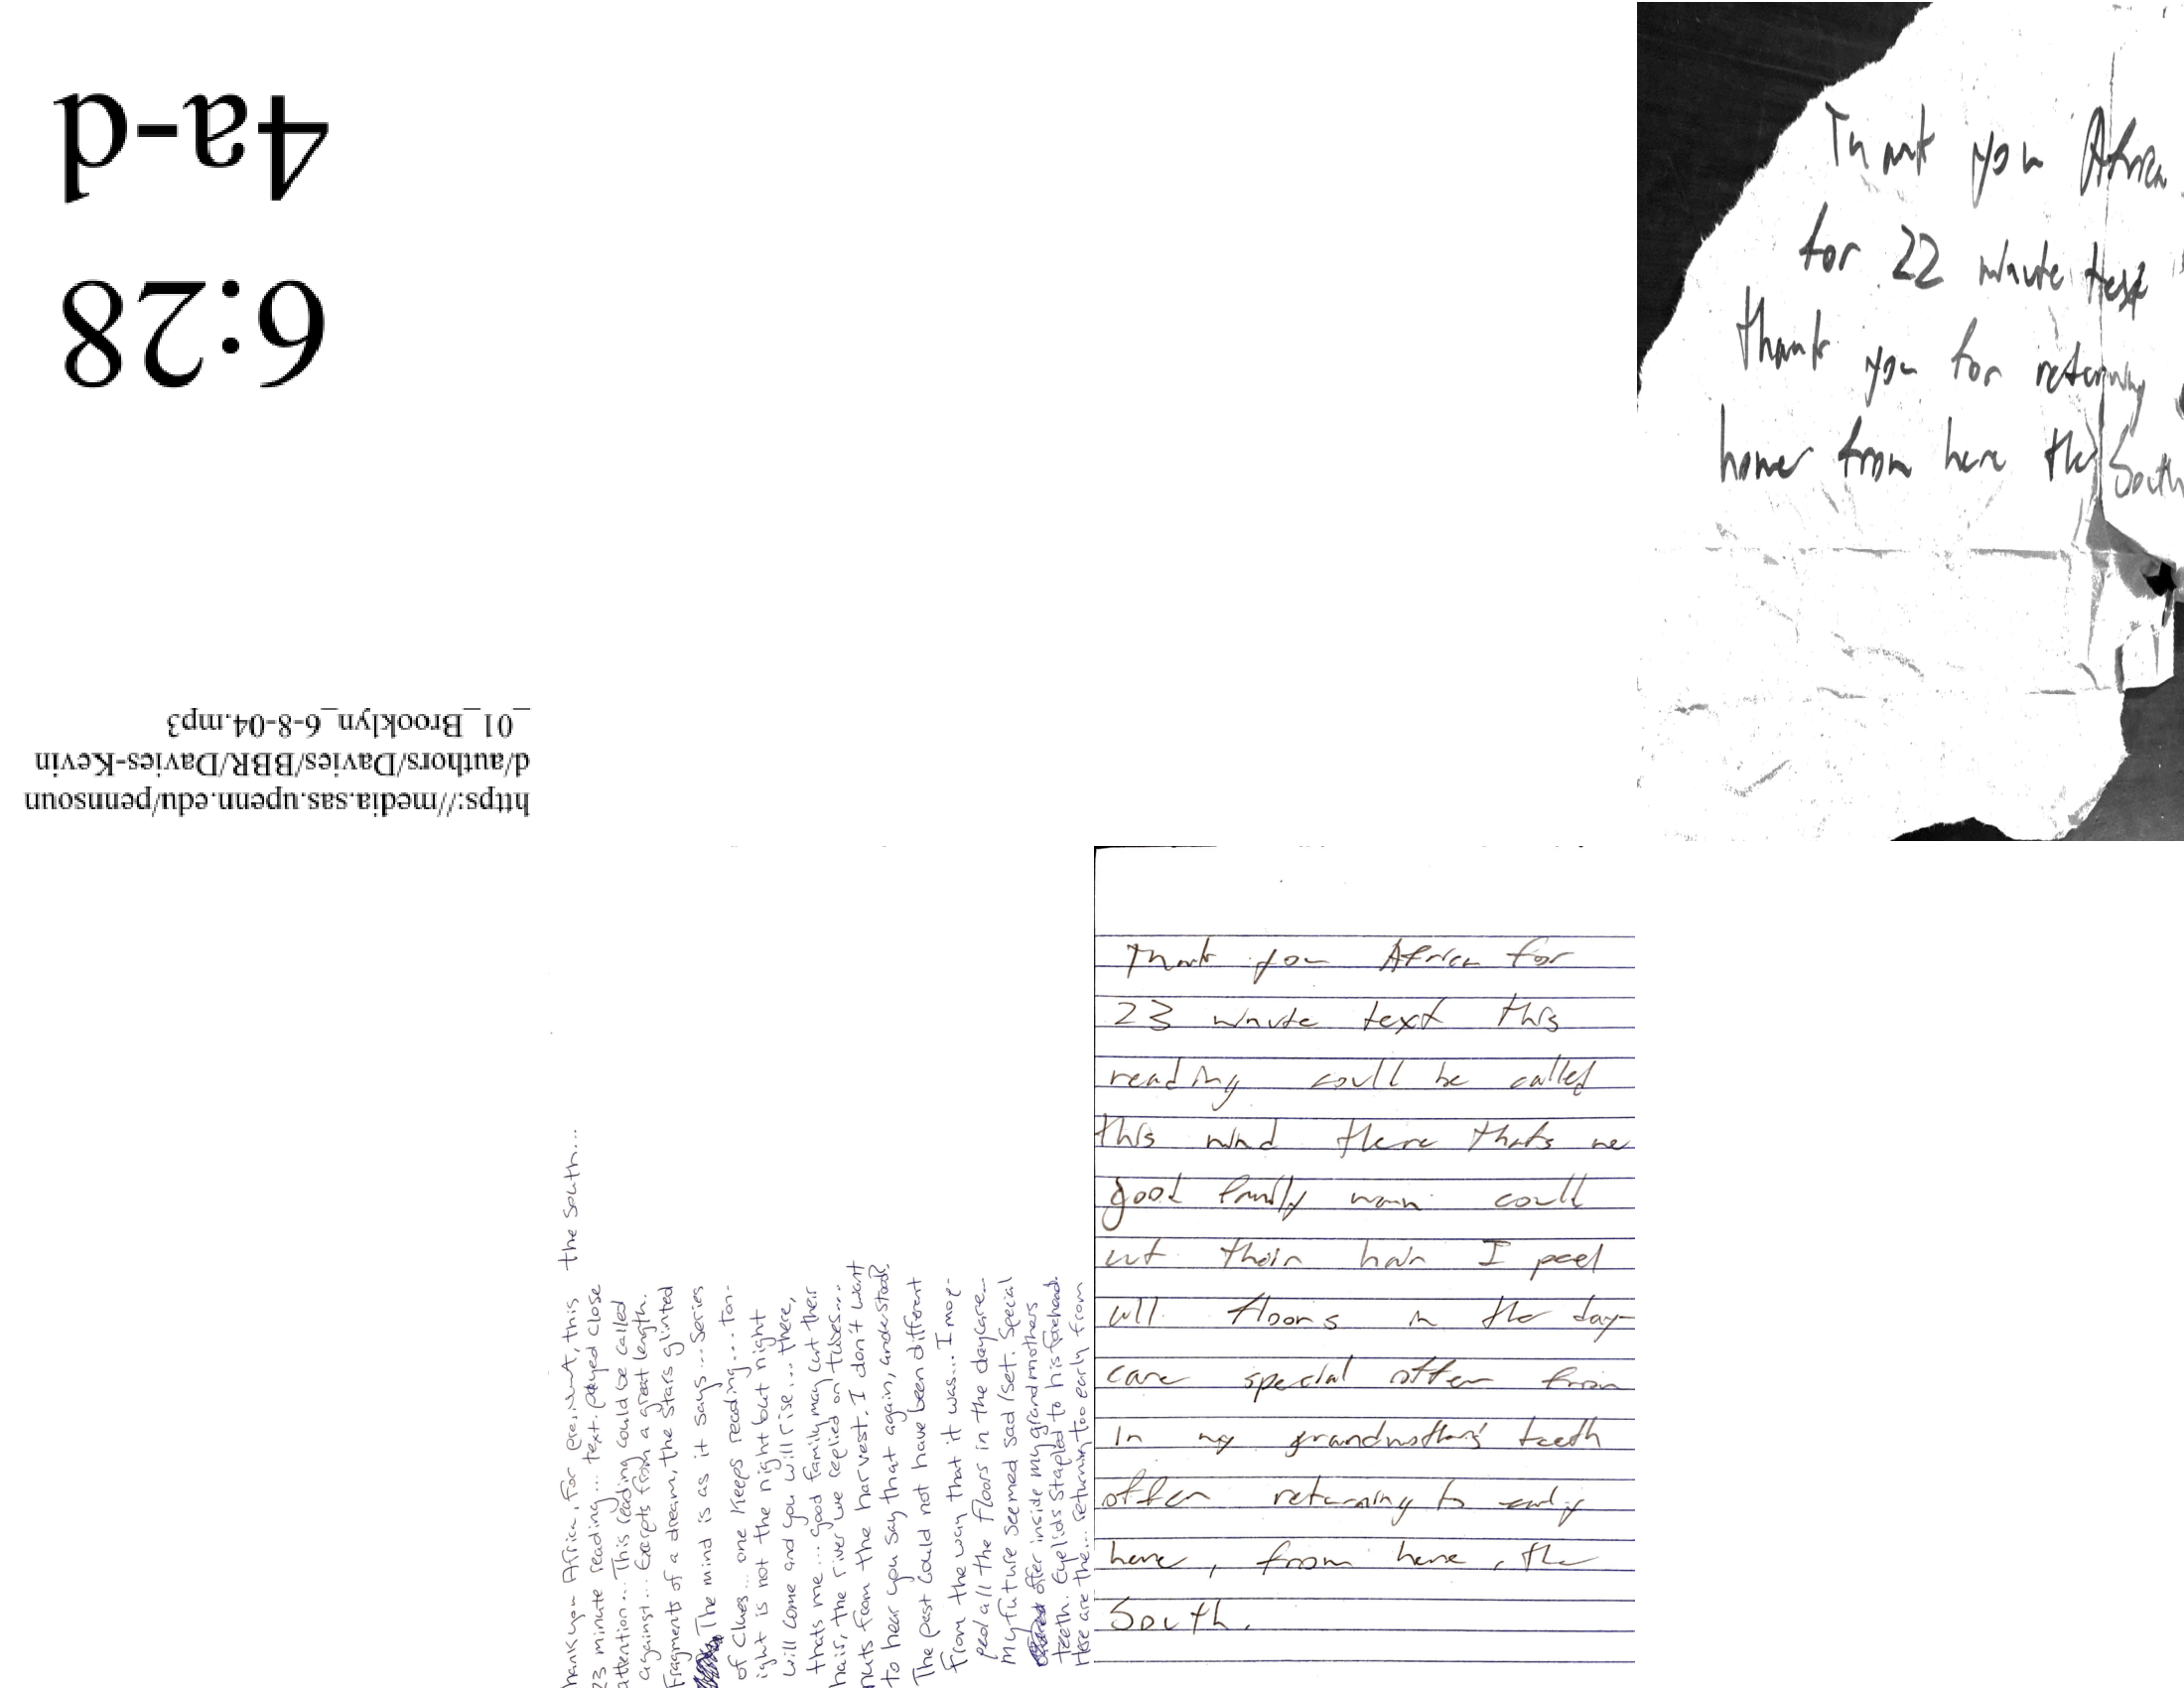 4a-d
6:28
https://media.sas.upenn.edu/pennsoun
d/authors/Davies/BBR/Davies-Kevin
_01_Brooklyn_6-8-04.mp3
Thank you Africa
for 22 minute text
thank you for returning
home from here the South
hank you Africa, For this the South...
23 minute reading... text. played close
attention... This reading could be called
against... Excerpts from a great length.
Fragments of a dream, the stars glinted
The mind is as it says... series
of clues... one keeps reading... ton-
ight is not the night but night
will come and you will rise... there,
thats me... good family may cut their
hair, the river we replied on tubes....
nuts from the harvest. I don't want
to hear you say that again, understood?
The past could not have been different
From the way that it was... I
peel all the floors in the daycare...
My future seemed sad/set. Special
offer inside my grandmothers
teeth. Eyelids stapled to his forehead.
Here are the... returning too early from
Thank you Africa for
23 minute text this
reading could be called
this mind there thats me
good family man could
cut their hair I peel
all floors in the day-
care special offer from
in my grandmother's teeth
offer returning to early
here, from here, the
South.